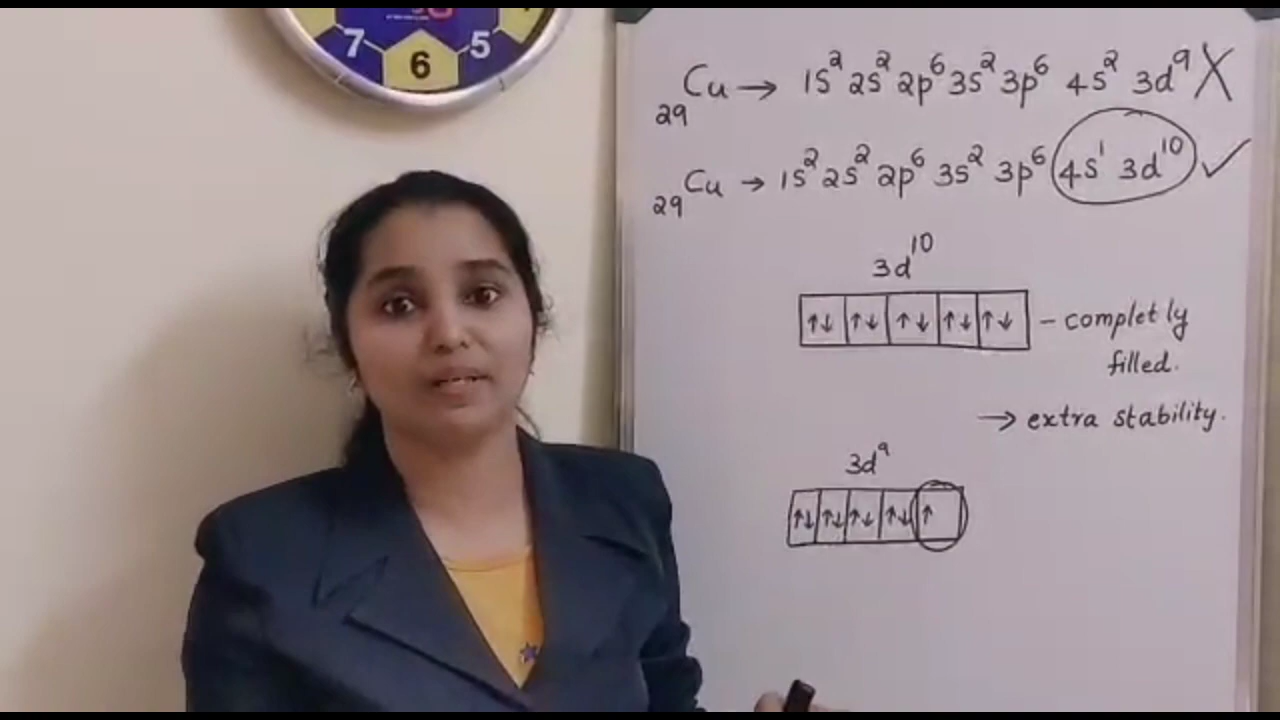 7 6 5
₂₉Cu → 1s² 2s² 2p⁶ 3s² 3p⁶ 4s² 3d⁹ X
₂₉Cu → 1s² 2s² 2p⁶ 3s² 3p⁶ 4s¹ 3d¹⁰ ✓
3d¹⁰
↑↓ ↑↓ ↑↓ ↑↓ ↑↓ – completly
filled.
→ extra stability.
3d⁹
↑↓ ↑↓ ↑↓ ↑↓ ↑